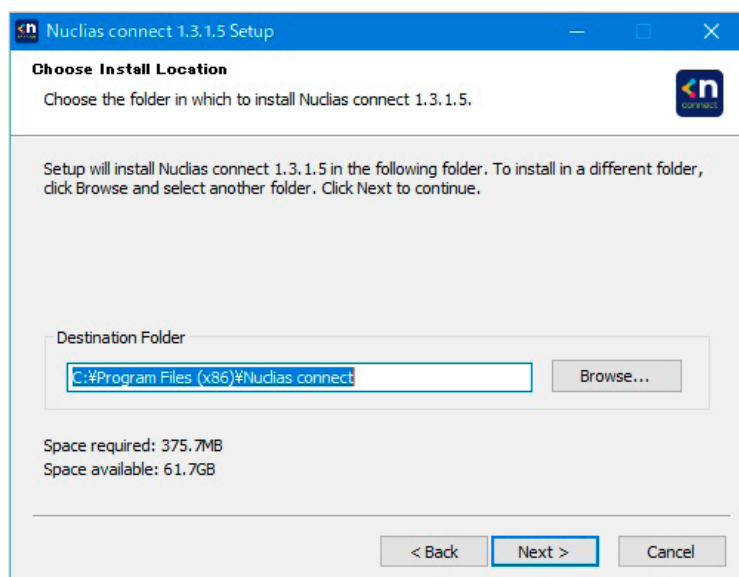 Nuclias connect 1.3.1.5 Setup
Choose Install Location
Choose the folder in which to install Nuclias connect 1.3.1.5.
n
connect
Setup will install Nuclias connect 1.3.1.5 in the following folder. To install in a different folder,
click Browse and select another folder. Click Next to continue.
Destination Folder
C:¥Program Files (x86)¥Nuclias connect
Browse...
Space required: 375.7MB
Space available: 61.7GB
< Back
Next >
Cancel